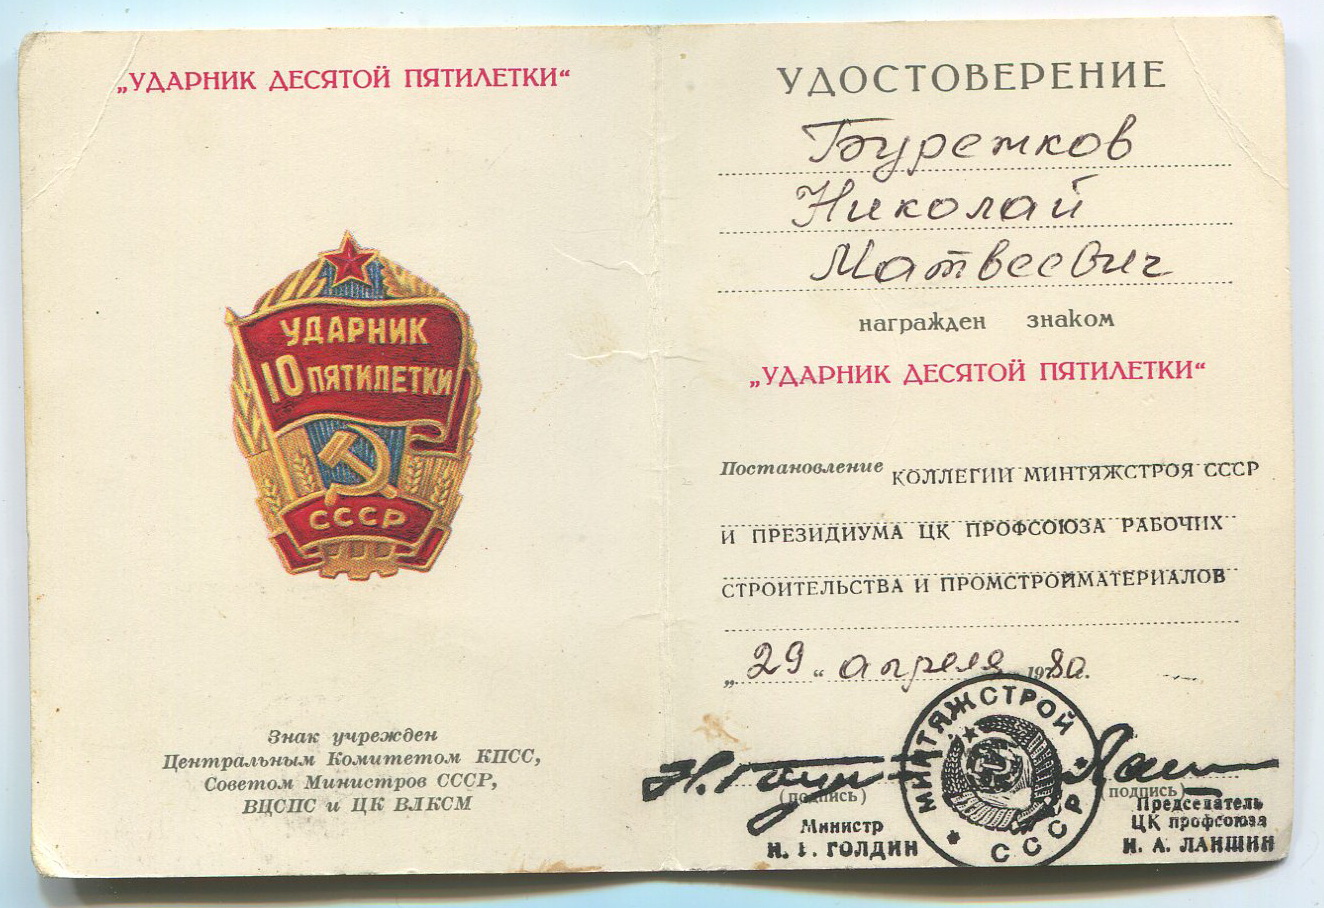 „УДАРНИК ДЕСЯТОЙ ПЯТИЛЕТКИ“
УДАРНИК
10 ПЯТИЛЕТКИ
СССР
Знак учрежден
Центральным Комитетом КПСС,
Советом Министров СССР,
ВЦСПС и ЦК ВЛКСМ
УДОСТОВЕРЕНИЕ
Бурежков
Николай
Матвеевич
награжден знаком
„УДАРНИК ДЕСЯТОЙ ПЯТИЛЕТКИ“
Постановление КОЛЛЕГИИ МИНТЯЖСТРОЯ СССР
И ПРЕЗИДИУМА ЦК ПРОФСОЮЗА РАБОЧИХ
СТРОИТЕЛЬСТВА И ПРОМСТРОЙМАТЕРИАЛОВ
„29“ апреля 1980 г.
МИНТЯЖСТРОЙ СССР
(подпись) (подпись)
Министр
Н. ГОЛДИН
Председатель
ЦК профсоюза
И. А. ЛАНШИН